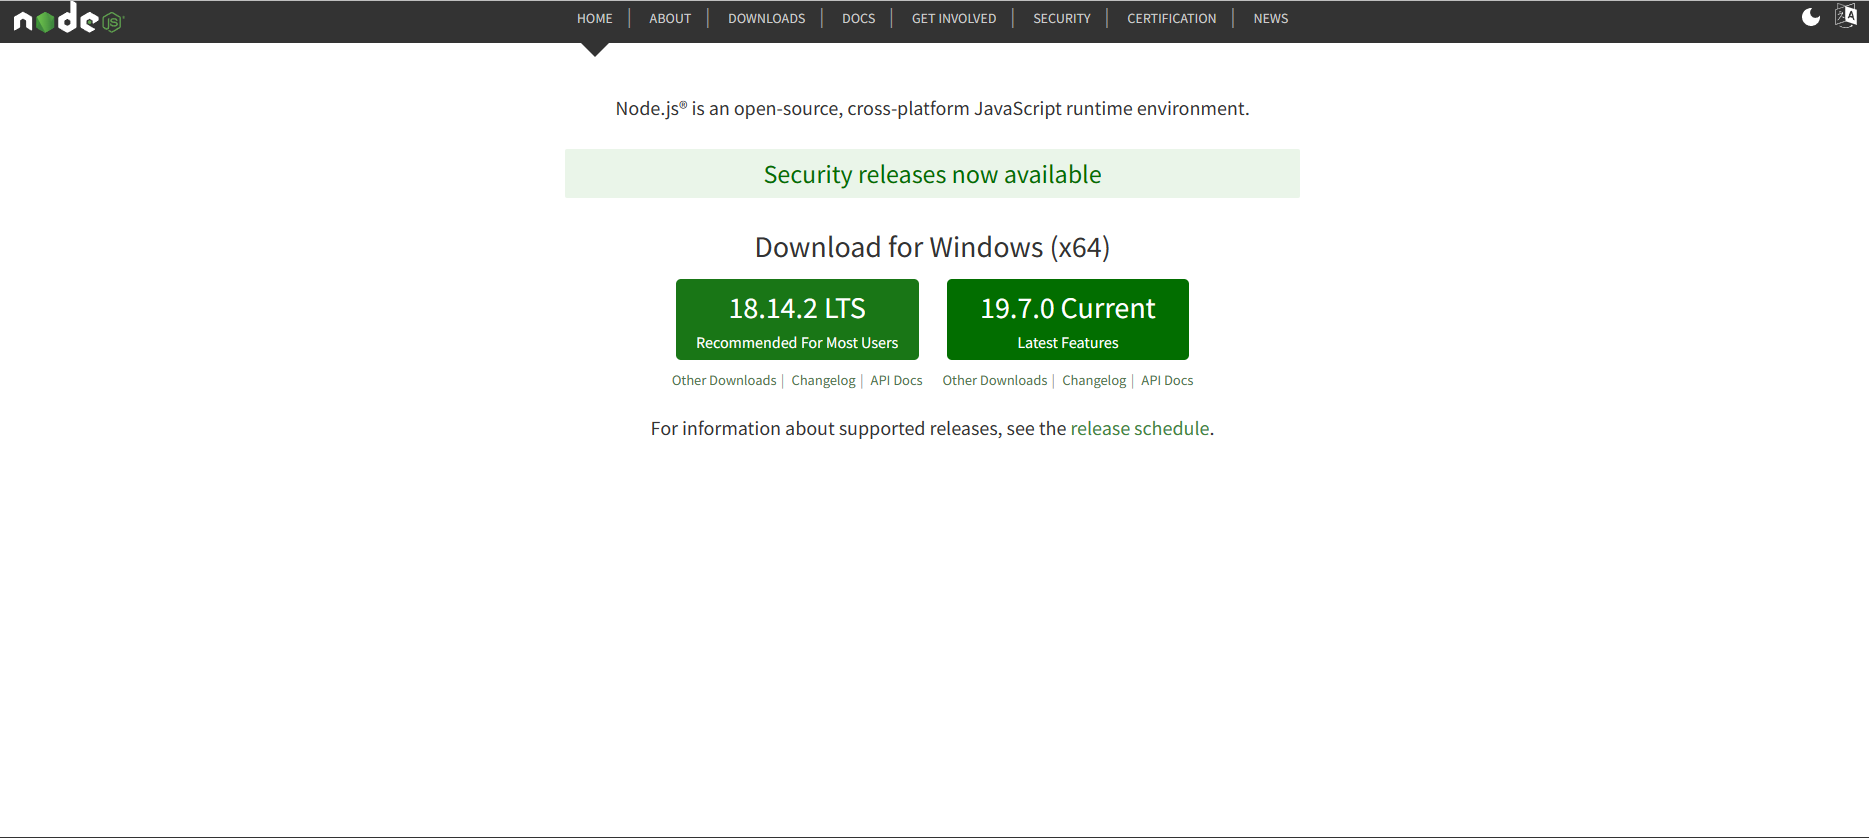 node JS
HOME | ABOUT | DOWNLOADS | DOCS | GET INVOLVED | SECURITY | CERTIFICATION | NEWS
Node.js® is an open-source, cross-platform JavaScript runtime environment.
Security releases now available
Download for Windows (x64)
18.14.2 LTS
Recommended For Most Users
19.7.0 Current
Latest Features
Other Downloads | Changelog | API Docs
Other Downloads | Changelog | API Docs
For information about supported releases, see the release schedule.